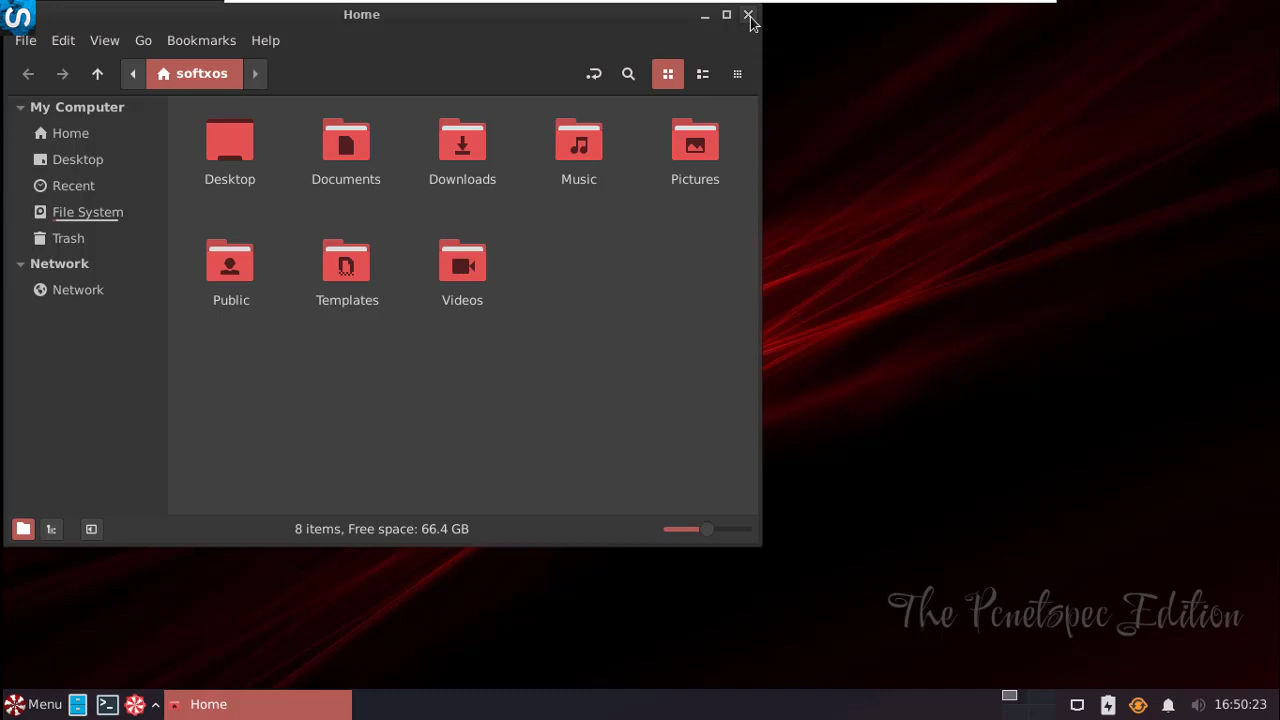 S
Home
File Edit View Go Bookmarks Help
softxos
My Computer
Home
Desktop
Recent
File System
Trash
Network
Network
Desktop Documents Downloads Music Pictures
Public Templates Videos
8 items, Free space: 66.4 GB
The Penetspec Edition
Menu Home 16:50:23